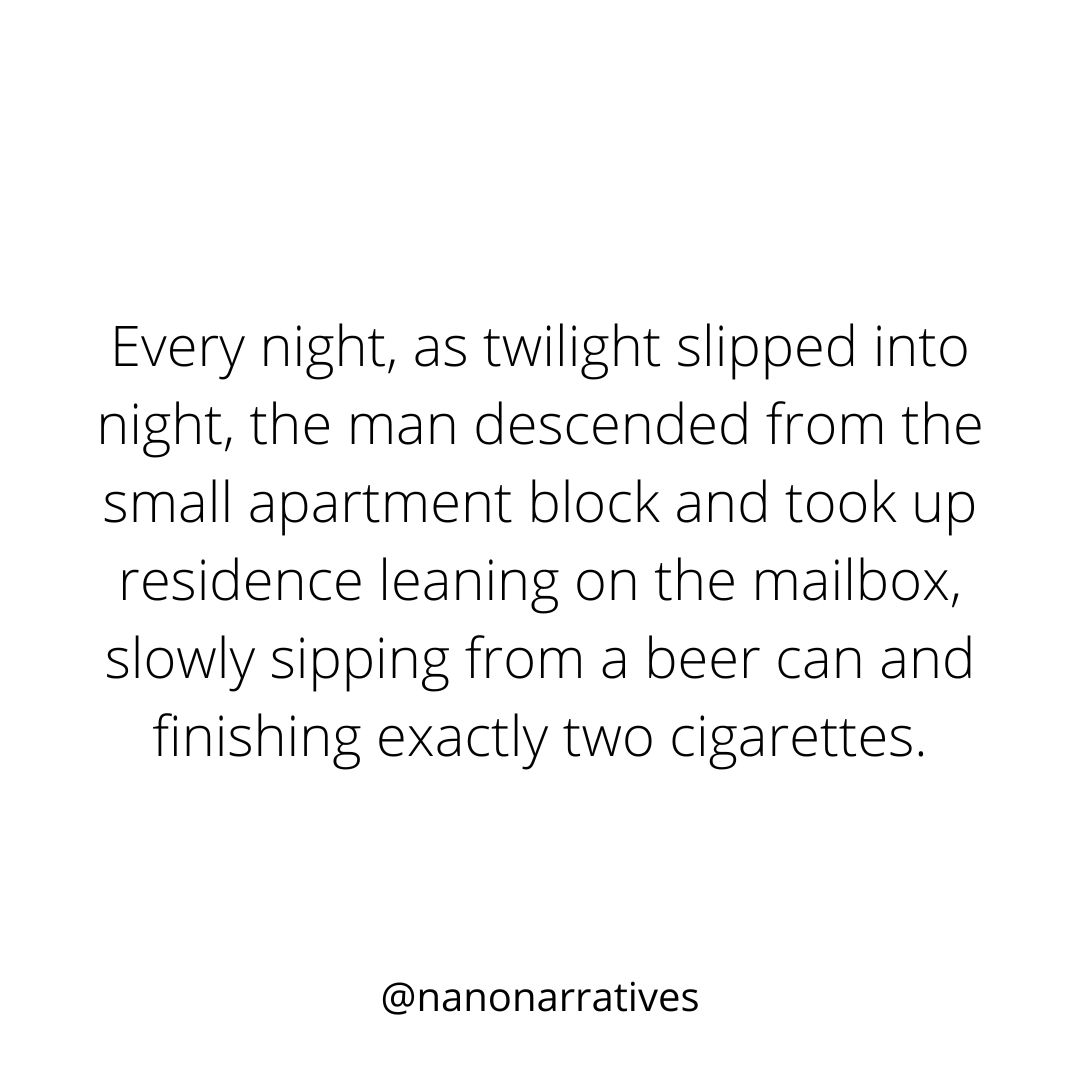 Every night, as twilight slipped into
night, the man descended from the
small apartment block and took up
residence leaning on the mailbox,
slowly sipping from a beer can and
finishing exactly two cigarettes.
@nanonarratives